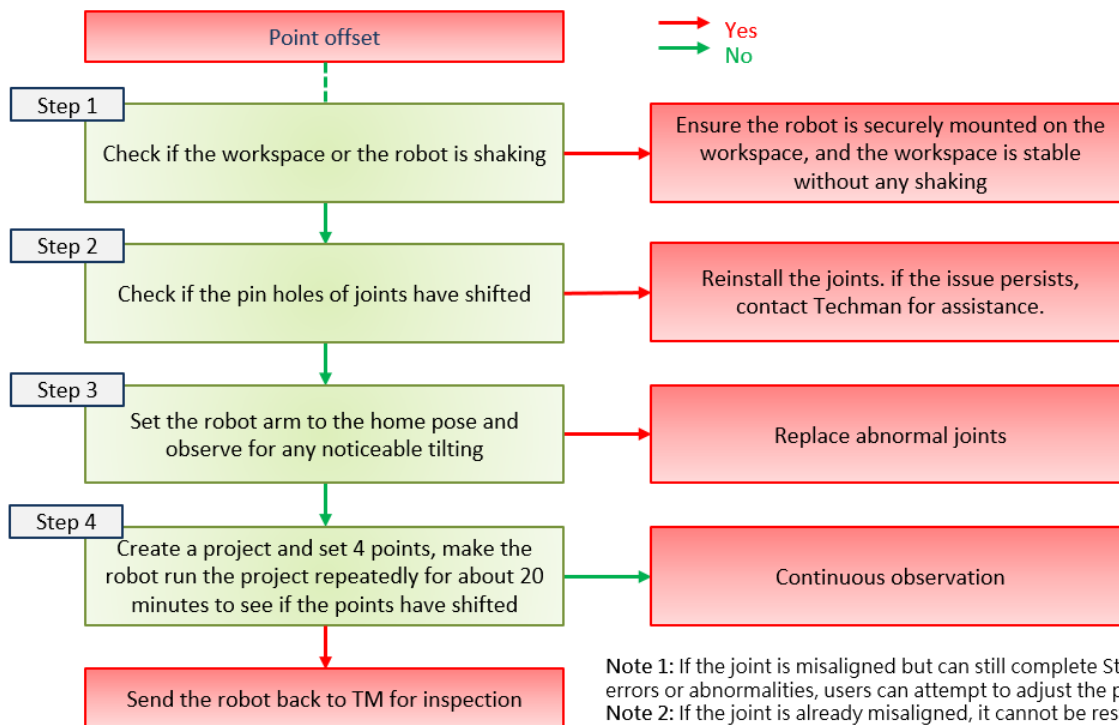 Point offset
Yes
No
Step 1
Check if the workspace or the robot is shaking
Ensure the robot is securely mounted on the
workspace, and the workspace is stable
without any shaking
Step 2
Check if the pin holes of joints have shifted
Reinstall the joints. if the issue persists,
contact Techman for assistance.
Step 3
Set the robot arm to the home pose and
observe for any noticeable tilting
Replace abnormal joints
Step 4
Create a project and set 4 points, make the
robot run the project repeatedly for about 20
minutes to see if the points have shifted
Continuous observation
Send the robot back to TM for inspection
Note 1: If the joint is misaligned but can still complete St
errors or abnormalities, users can attempt to adjust the p
Note 2: If the joint is already misaligned, it cannot be res